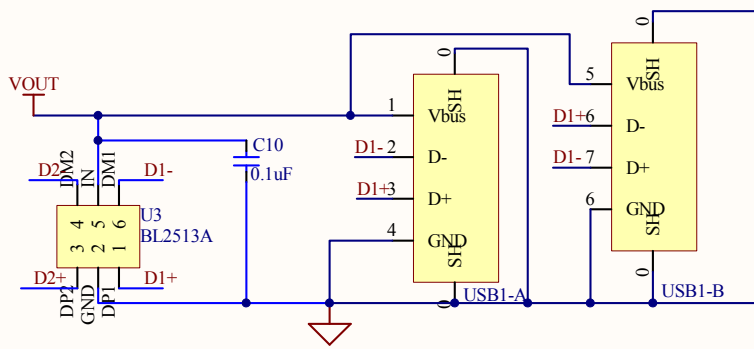 VOUT
C10
0.1uF
D2
DM2
IN
DM1
D1-
4
5
6
U3
BL2513A
3
2
1
D2+
DP2
GND
DP1
D1+
0
SH
1
Vbus
D1-
2
D-
D1+
3
D+
4
GND
SH
0
USB1-A
0
SH
5
Vbus
D1+
6
D-
D1-
7
D+
6
GND
SH
0
USB1-B